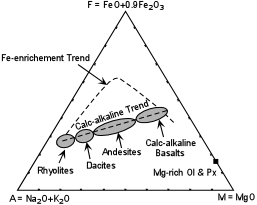 F = FeO+0.9Fe2O3
Fe-enrichment Trend
Calc-alkaline Trend
Calc-alkaline
Basalts
Andesites
Dacites
Rhyolites
Mg-rich Ol & Px
A = Na2O+K2O
M = MgO